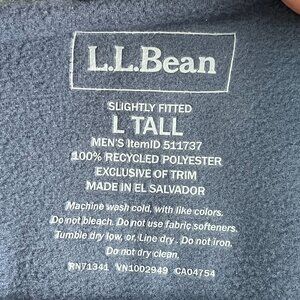 L.L.Bean
SLIGHTLY FITTED
L TALL
MEN'S ItemID 511737
100% RECYCLED POLYESTER
EXCLUSIVE OF TRIM
MADE IN EL SALVADOR
Machine wash cold, with like colors.
Do not bleach. Do not use fabric softeners.
Tumble dry low, or, Line dry. Do not iron.
Do not dry clean.
RN71341 VN1002949 CA04754